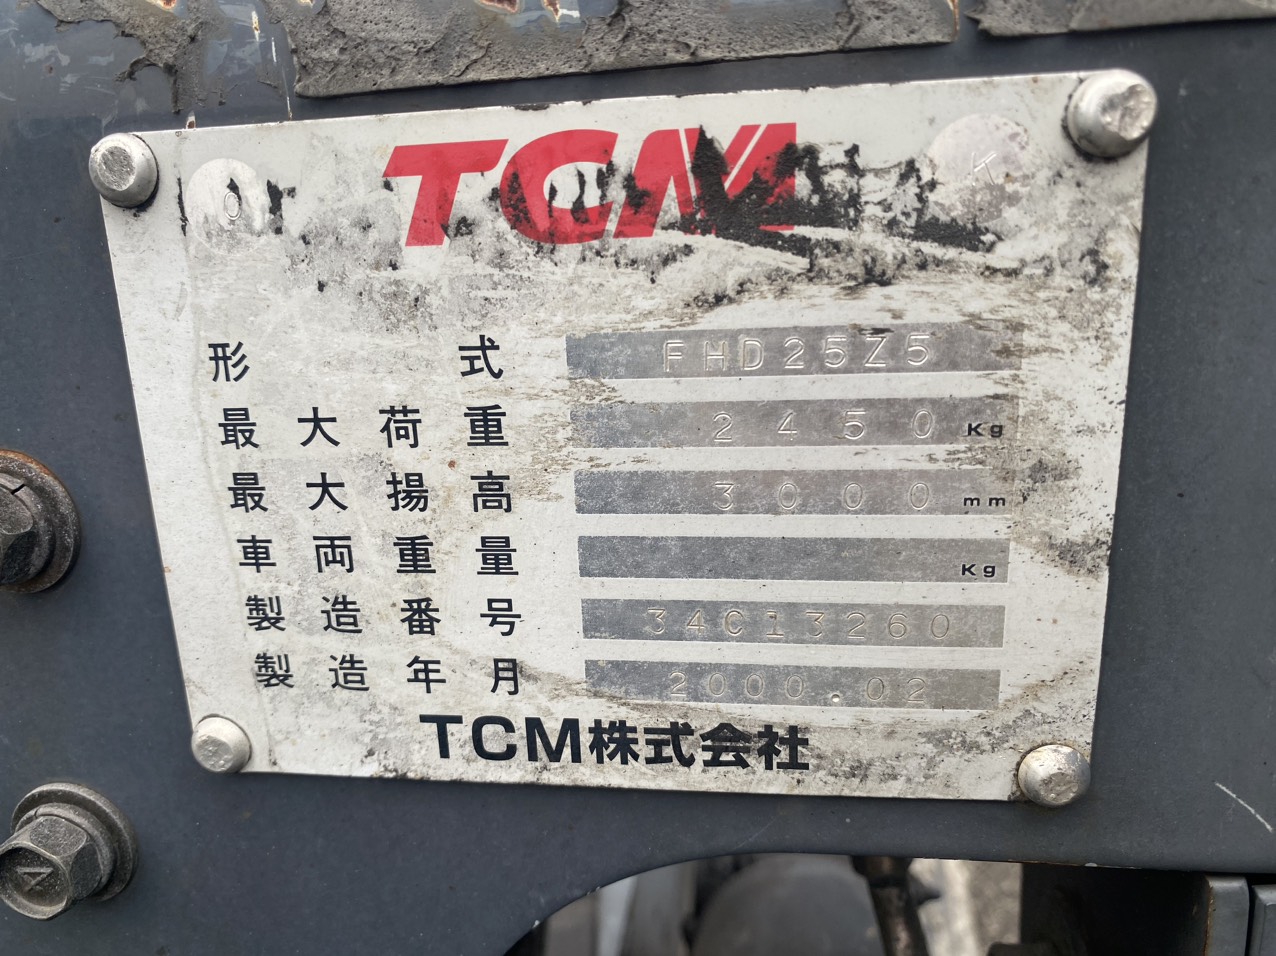 TCM
O
K
形式 FHD25Z5
最大荷重 2450 Kg
最大揚高 3000 mm
車両重量 Kg
製造番号 34C13260
製造年月 2000.02
TCM株式会社